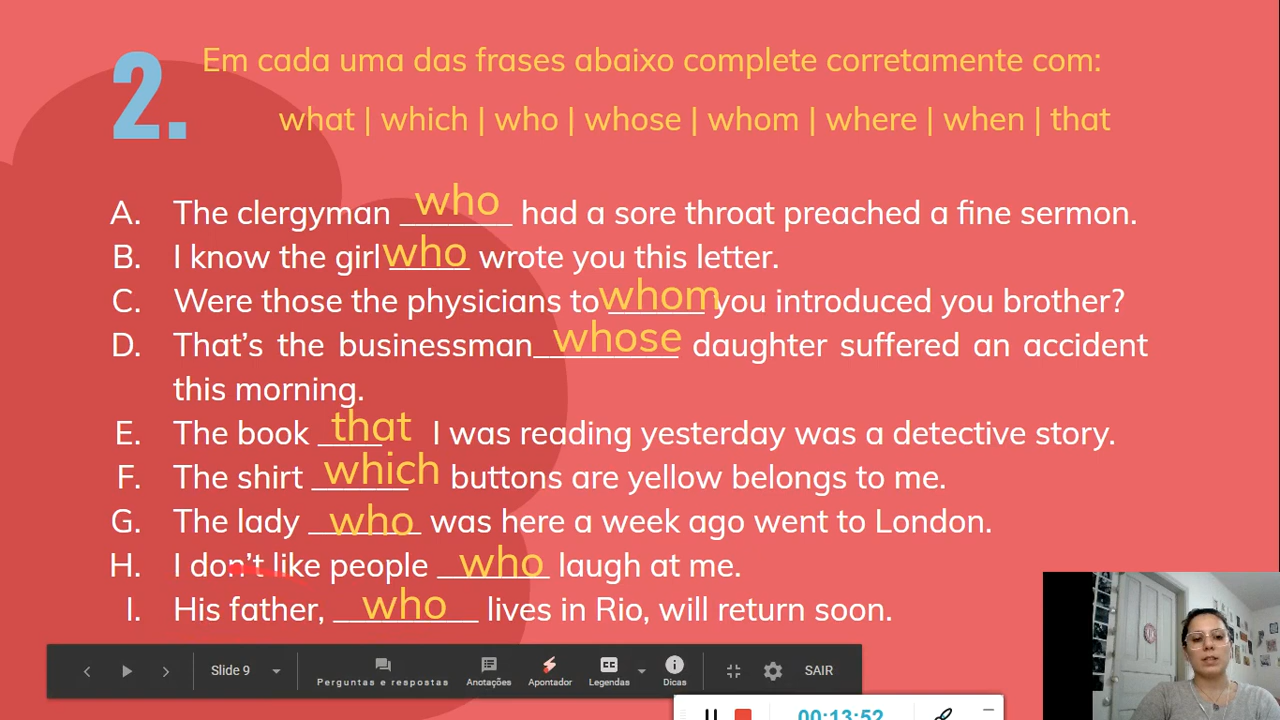 2.
Em cada uma das frases abaixo complete corretamente com:
what | which | who | whose | whom | where | when | that
A. The clergyman who had a sore throat preached a fine sermon.
B. I know the girl who wrote you this letter.
C. Were those the physicians to whom you introduced you brother?
D. That’s the businessman whose daughter suffered an accident
this morning.
E. The book that I was reading yesterday was a detective story.
F. The shirt which buttons are yellow belongs to me.
G. The lady who was here a week ago went to London.
H. I don’t like people who laugh at me.
I. His father, who lives in Rio, will return soon.
Slide 9 Perguntas e respostas Anotações Apontador Legendas Dicas SAIR
00:13:52